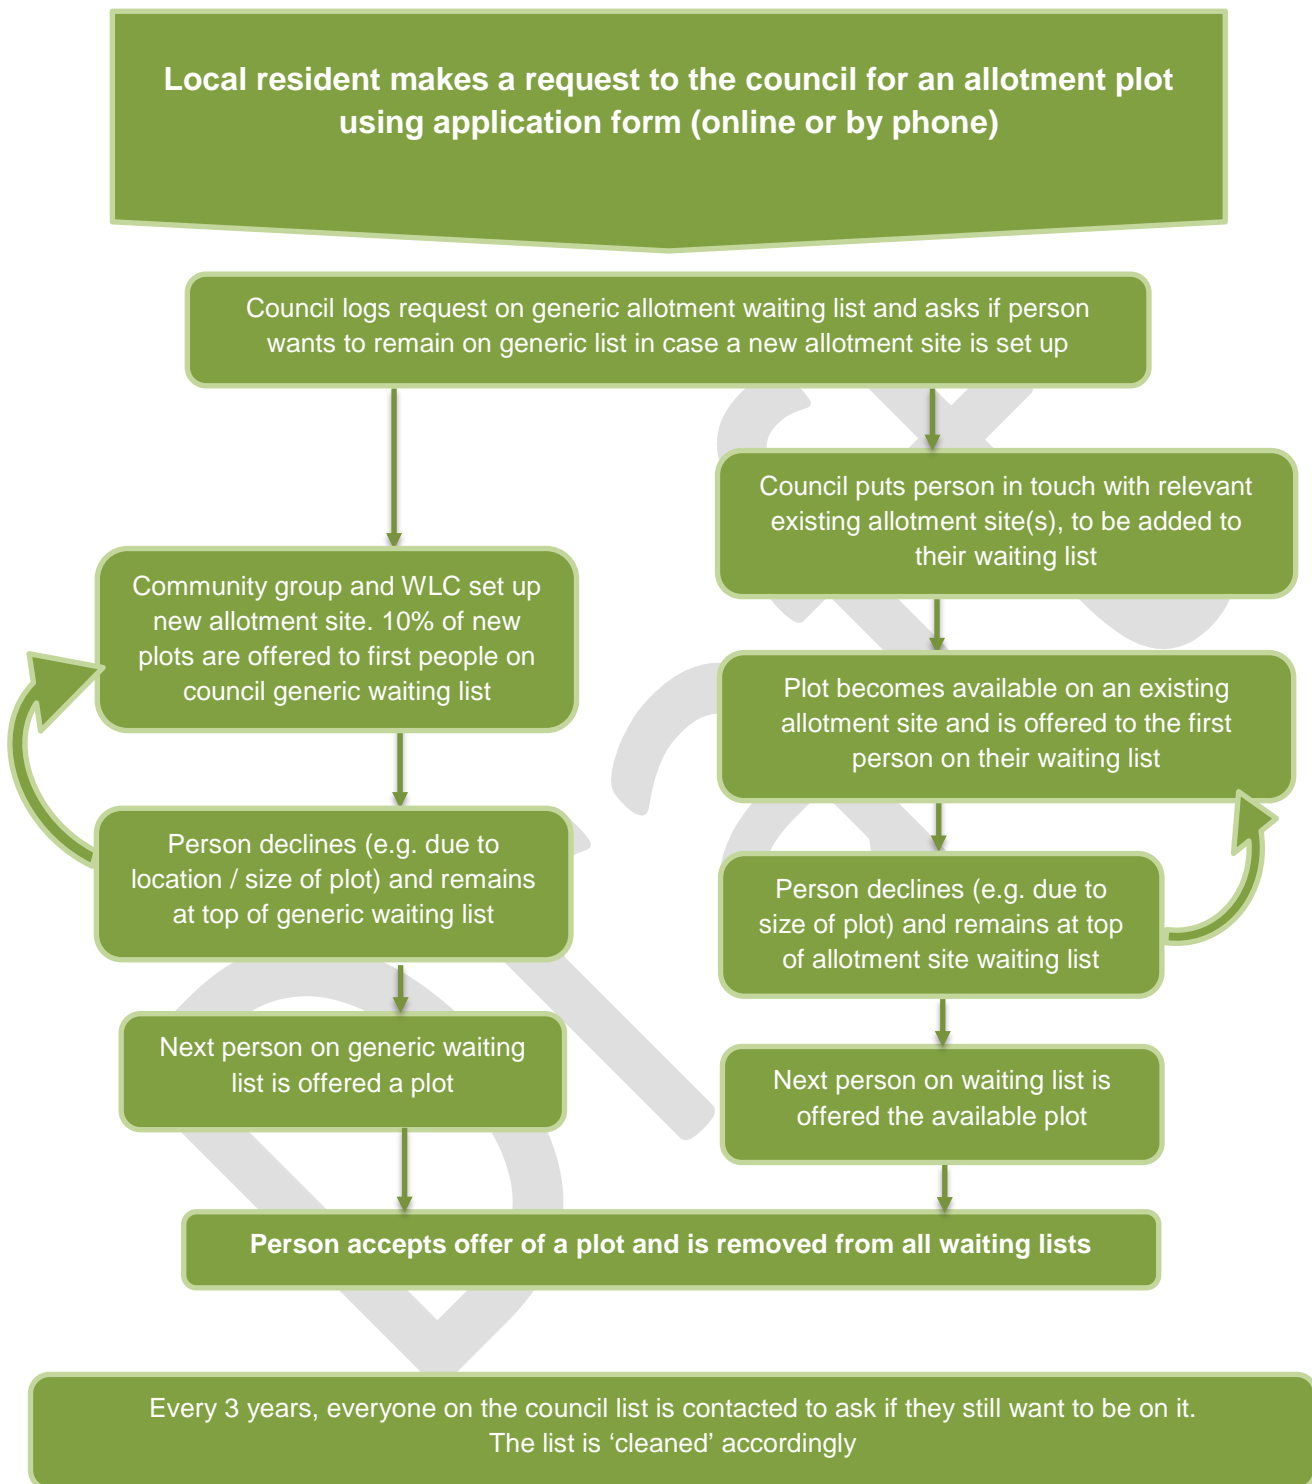 Local resident makes a request to the council for an allotment plot
using application form (online or by phone)
Council logs request on generic allotment waiting list and asks if person
wants to remain on generic list in case a new allotment site is set up
Council puts person in touch with relevant
existing allotment site(s), to be added to
their waiting list
Community group and WLC set up
new allotment site. 10% of new
plots are offered to first people on
council generic waiting list
Plot becomes available on an existing
allotment site and is offered to the first
person on their waiting list
Person declines (e.g. due to
location / size of plot) and remains
at top of generic waiting list
Person declines (e.g. due to
size of plot) and remains at top
of allotment site waiting list
Next person on generic waiting
list is offered a plot
Next person on waiting list is
offered the available plot
Person accepts offer of a plot and is removed from all waiting lists
Every 3 years, everyone on the council list is contacted to ask if they still want to be on it.
The list is ‘cleaned’ accordingly
Draft